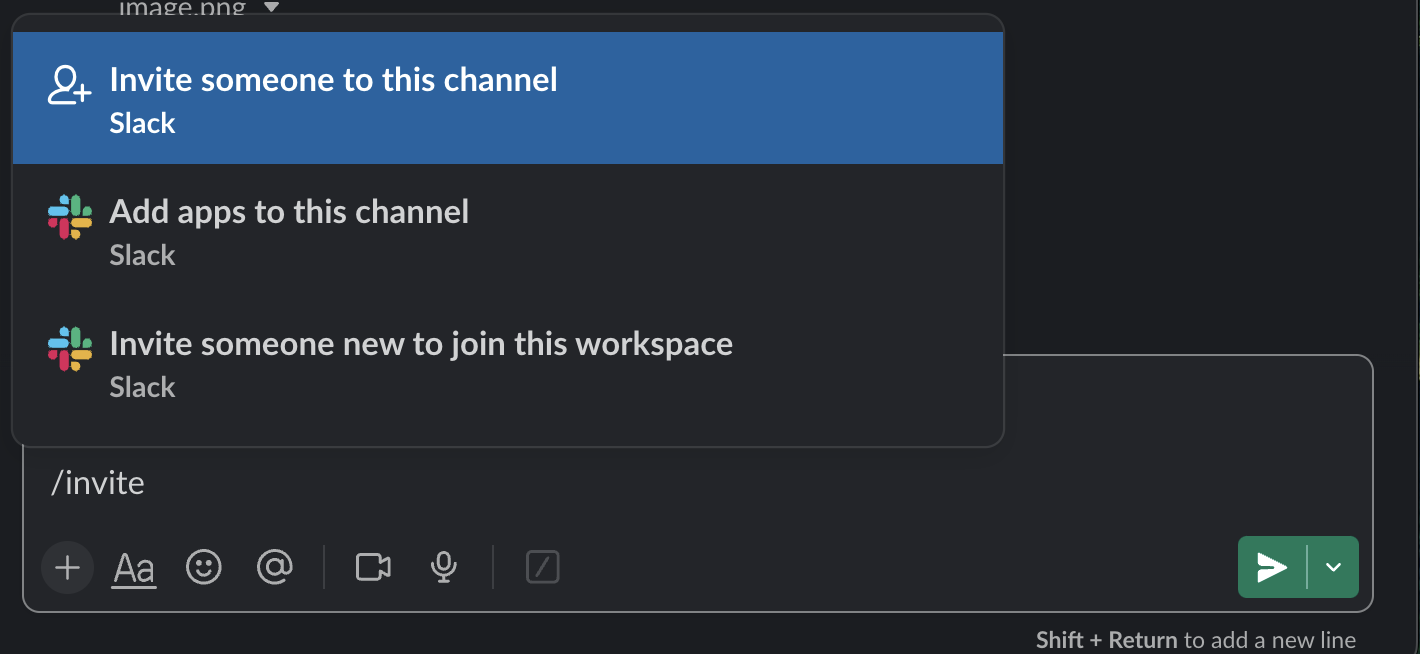 image.png
Invite someone to this channel
Slack
Add apps to this channel
Slack
Invite someone new to join this workspace
Slack
/invite
Aa
Shift + Return to add a new line